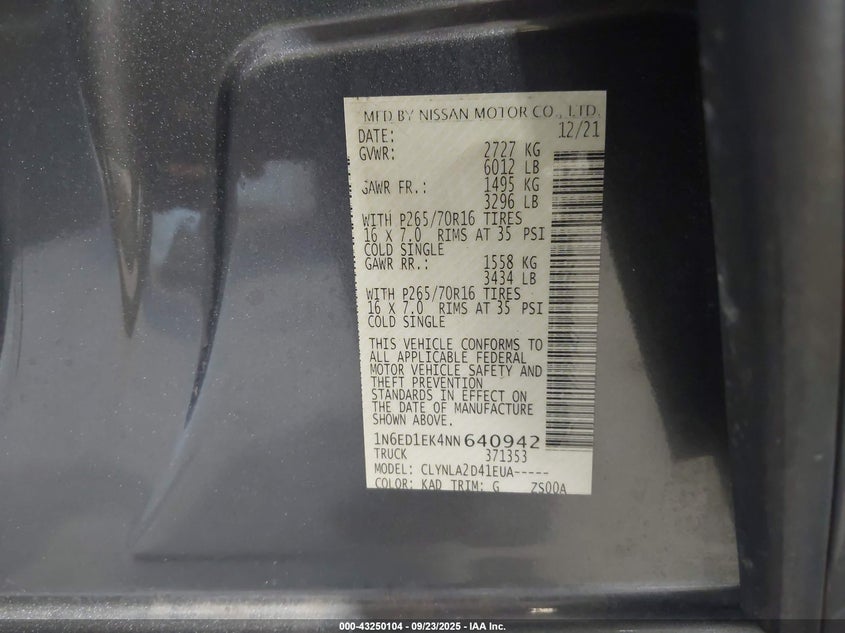 MFD BY NISSAN MOTOR CO., LTD.
DATE: 12/21
GVWR: 2727 KG
6012 LB
GAWR FR.: 1495 KG
3296 LB
WITH P265/70R16 TIRES
16 X 7.0 RIMS AT 35 PSI
COLD SINGLE
GAWR RR.: 1558 KG
3434 LB
WITH P265/70R16 TIRES
16 X 7.0 RIMS AT 35 PSI
COLD SINGLE
THIS VEHICLE CONFORMS TO
ALL APPLICABLE FEDERAL
MOTOR VEHICLE SAFETY AND
THEFT PREVENTION
STANDARDS IN EFFECT ON
THE DATE OF MANUFACTURE
SHOWN ABOVE.
1N6ED1EK4NN640942
TRUCK 371353
MODEL: CLYNLA2D41EUA-----
COLOR: KAD TRIM: G ZS00A
000-43250104 - 09/23/2025 - IAA Inc.